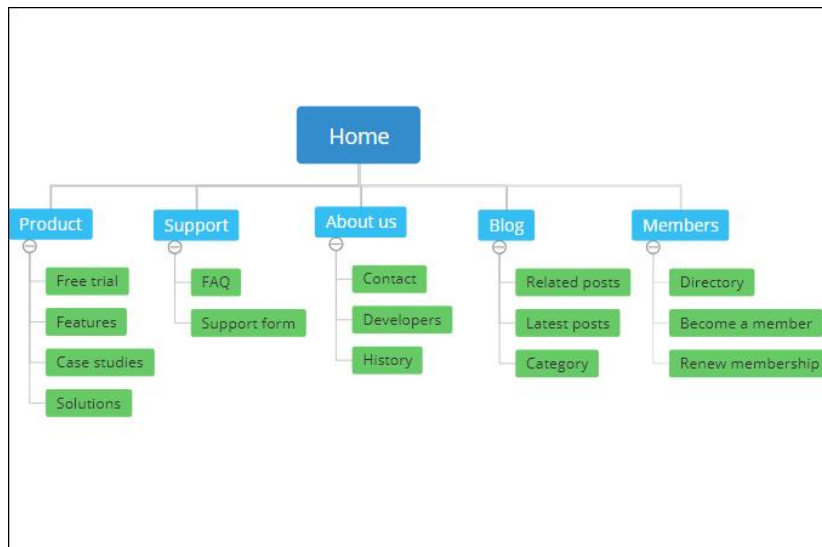 Home
Product
Free trial
Features
Case studies
Solutions
Support
FAQ
Support form
About us
Contact
Developers
History
Blog
Related posts
Latest posts
Category
Members
Directory
Become a member
Renew membership